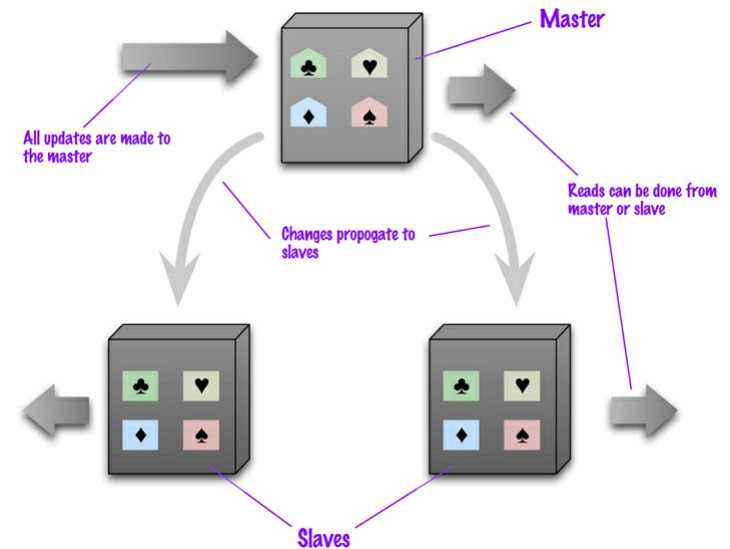 Master
All updates are made to
the master
Reads can be done from
master or slave
Changes propogate to
slaves
Slaves